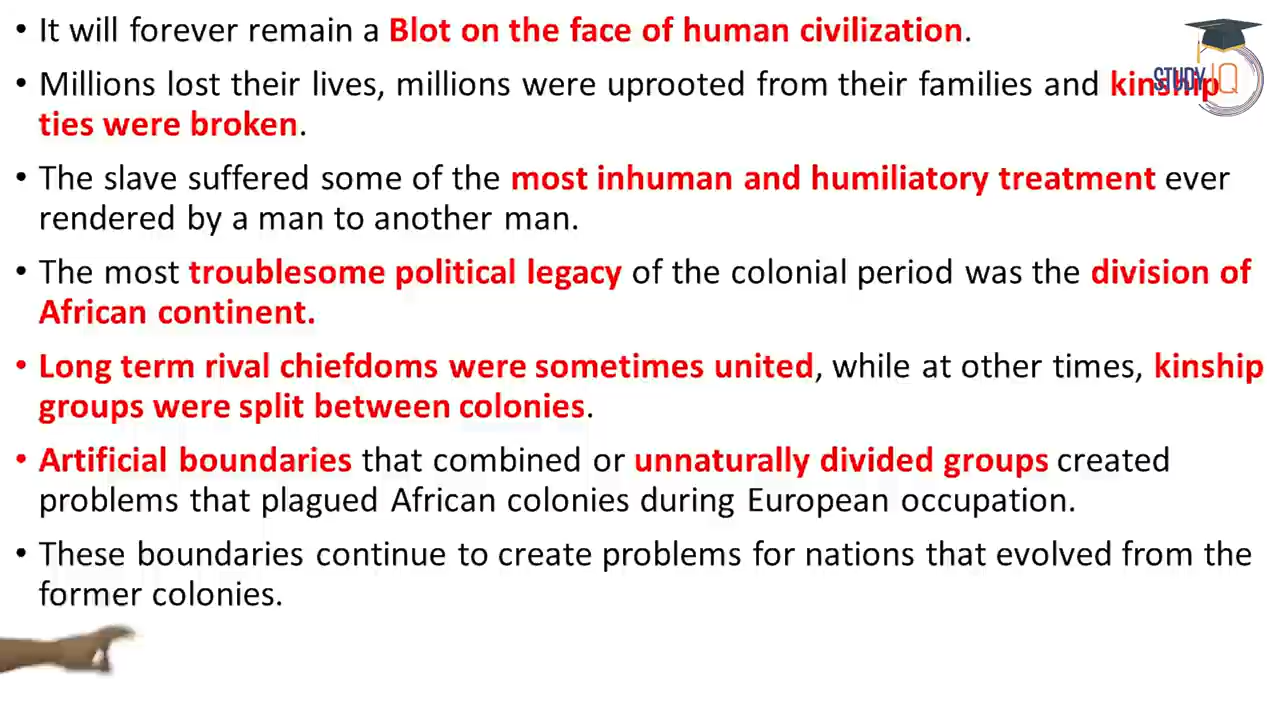 • It will forever remain a Blot on the face of human civilization.
• Millions lost their lives, millions were uprooted from their families and kinship
ties were broken.
• The slave suffered some of the most inhuman and humiliatory treatment ever
rendered by a man to another man.
• The most troublesome political legacy of the colonial period was the division of
African continent.
• Long term rival chiefdoms were sometimes united, while at other times, kinship
groups were split between colonies.
• Artificial boundaries that combined or unnaturally divided groups created
problems that plagued African colonies during European occupation.
• These boundaries continue to create problems for nations that evolved from the
former colonies.
STUDY IQ